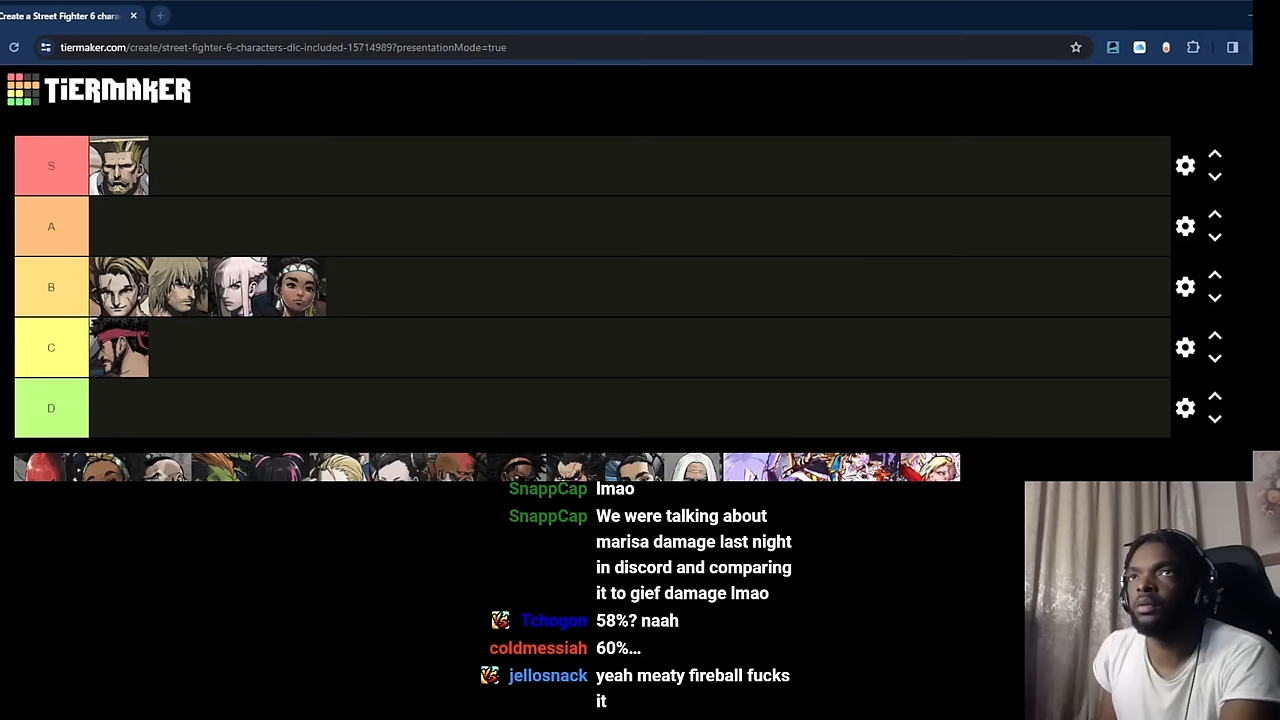 Create a Street Fighter 6 chara
tiermaker.com/create/street-fighter-6-characters-dlc-included-15714989?presentationMode=true
TiERMAKER
S
A
B
C
D
SnappCap lmao
SnappCap We were talking about
marisa damage last night
in discord and comparing
it to gief damage lmao
Tchogon 58%? naah
coldmessiah 60%...
jellosnack yeah meaty fireball fucks
it